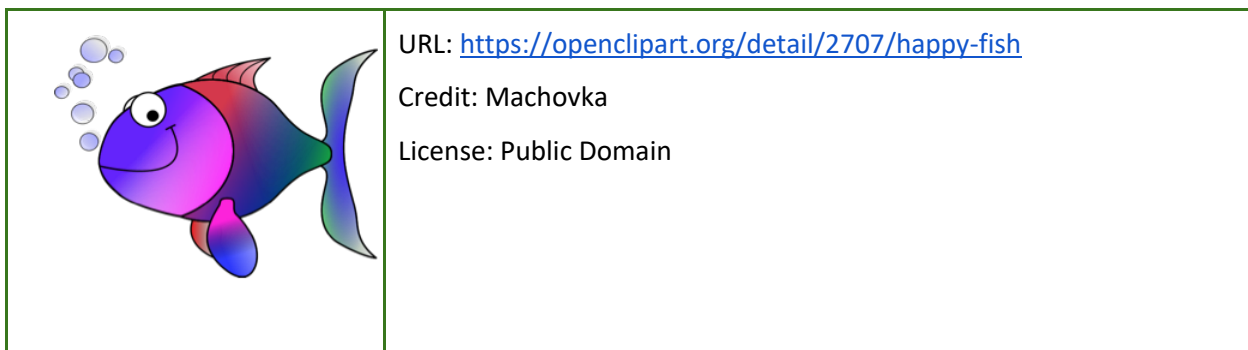 URL: https://openclipart.org/detail/2707/happy-fish
Credit: Machovka
License: Public Domain